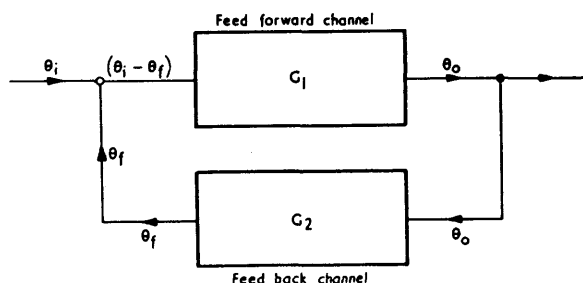 Feed forward channel
θi
(θi - θf)
G1
θo
θf
θf
G2
θo
Feed back channel